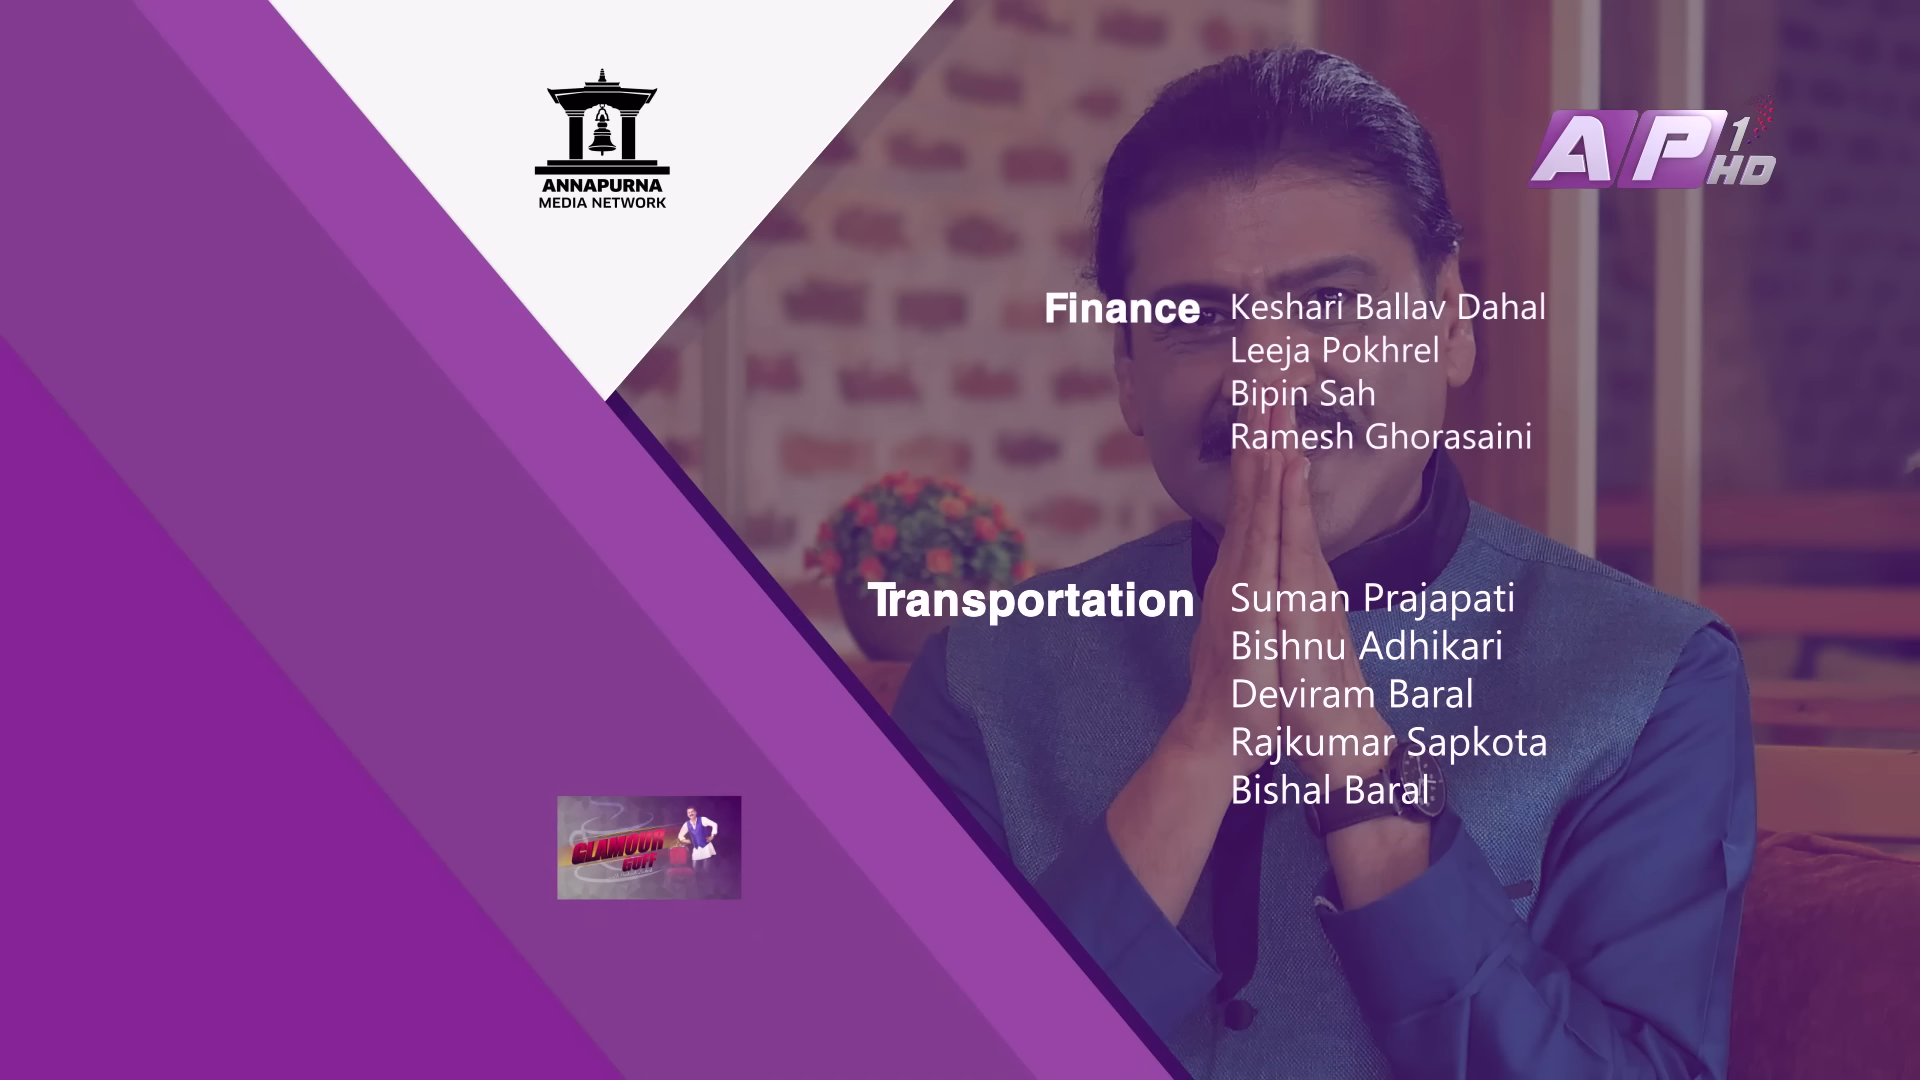 ANNAPURNA
MEDIA NETWORK
AP1
HD
Finance
Keshari Ballav Dahal
Leeja Pokhrel
Bipin Sah
Ramesh Ghorasaini
Transportation
Suman Prajapati
Bishnu Adhikari
Deviram Baral
Rajkumar Sapkota
Bishal Baral
GLAMOUR
GUFF